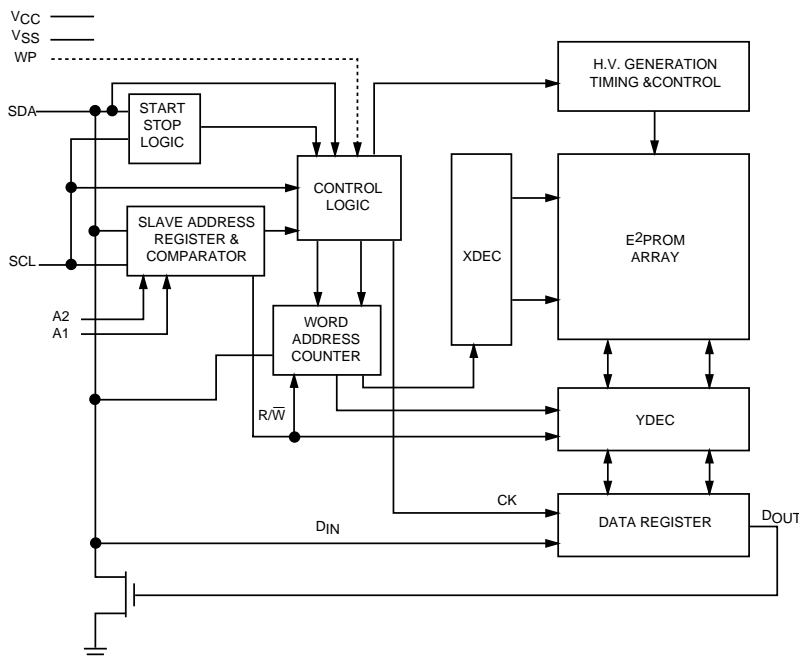 VCC
VSS
WP
H.V. GENERATION
TIMING &CONTROL
SDA
START
STOP
LOGIC
CONTROL
LOGIC
SLAVE ADDRESS
REGISTER &
COMPARATOR
XDEC
E2PROM
ARRAY
SCL
A2
A1
WORD
ADDRESS
COUNTER
R/W̅
YDEC
CK
DIN
DATA REGISTER
DOUT